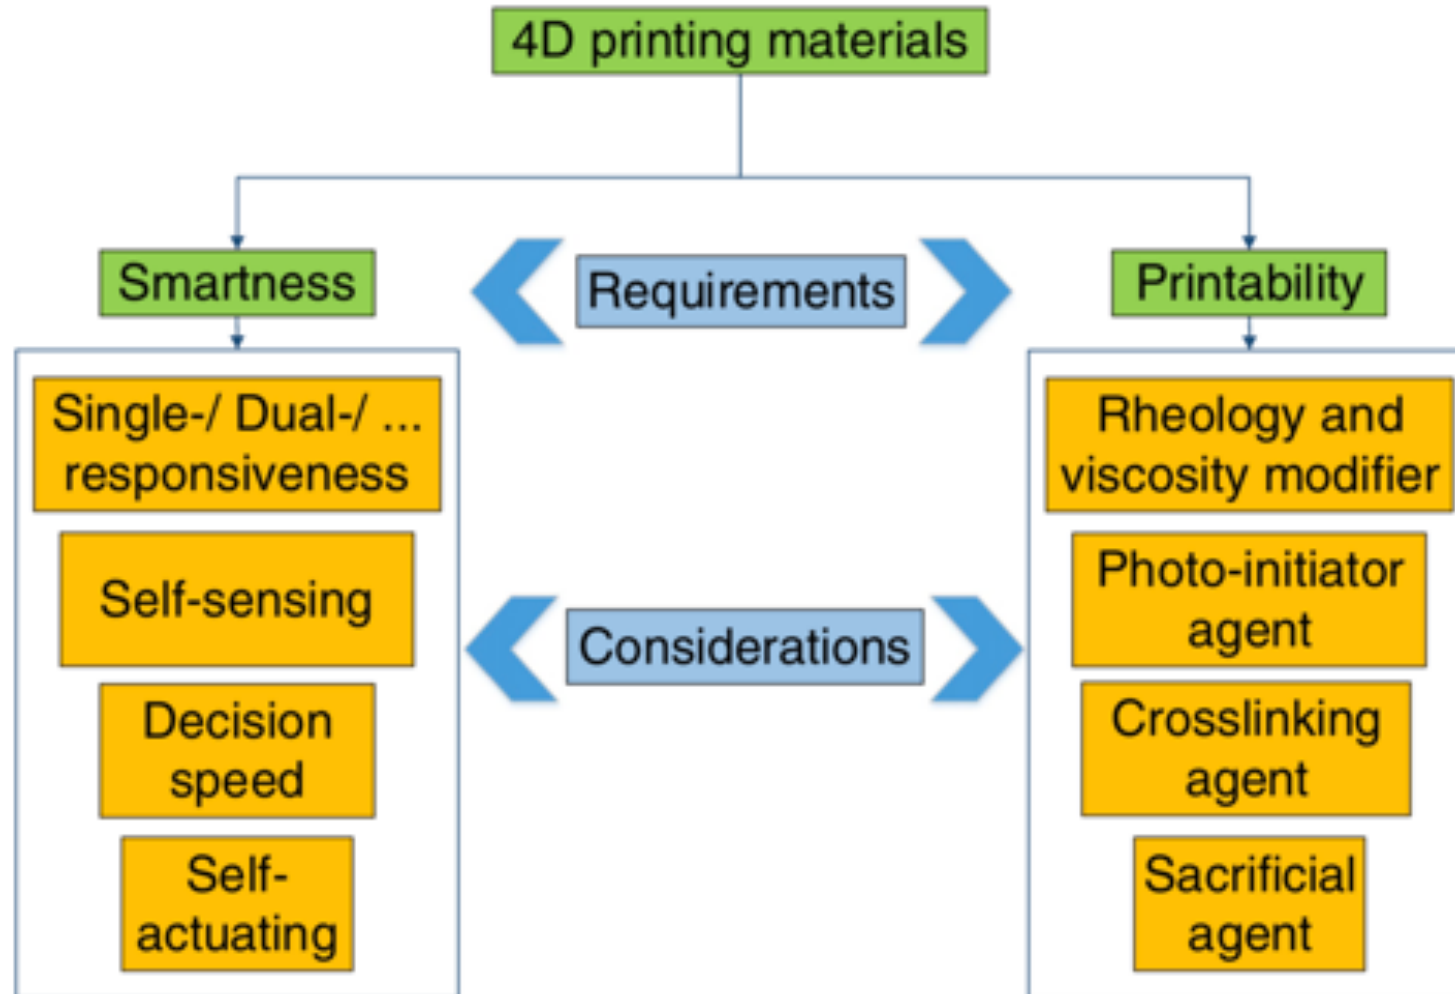 4D printing materials
Smartness
Requirements
Printability
Single-/ Dual-/ ...
responsiveness
Self-sensing
Decision
speed
Self-
actuating
Considerations
Rheology and
viscosity modifier
Photo-initiator
agent
Crosslinking
agent
Sacrificial
agent